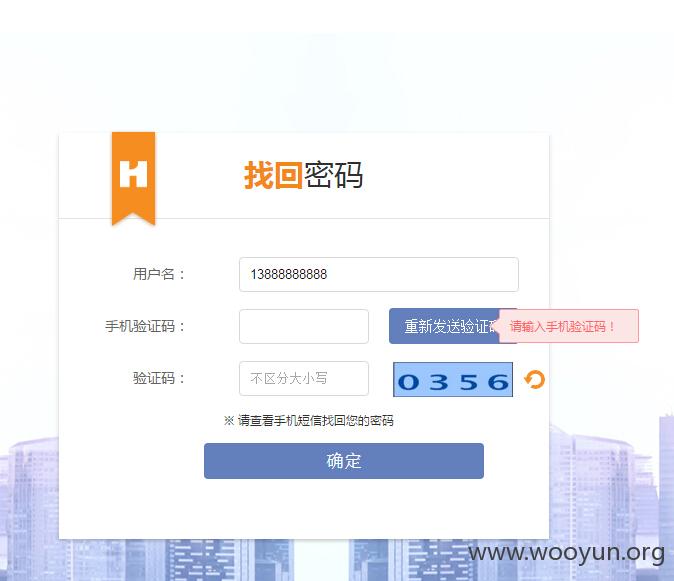 H
找回密码
用户名：
13888888888
手机验证码：
重新发送验证码
请输入手机验证码！
验证码：
不区分大小写
0356
※ 请查看手机短信找回您的密码
确定
www.wooyun.org